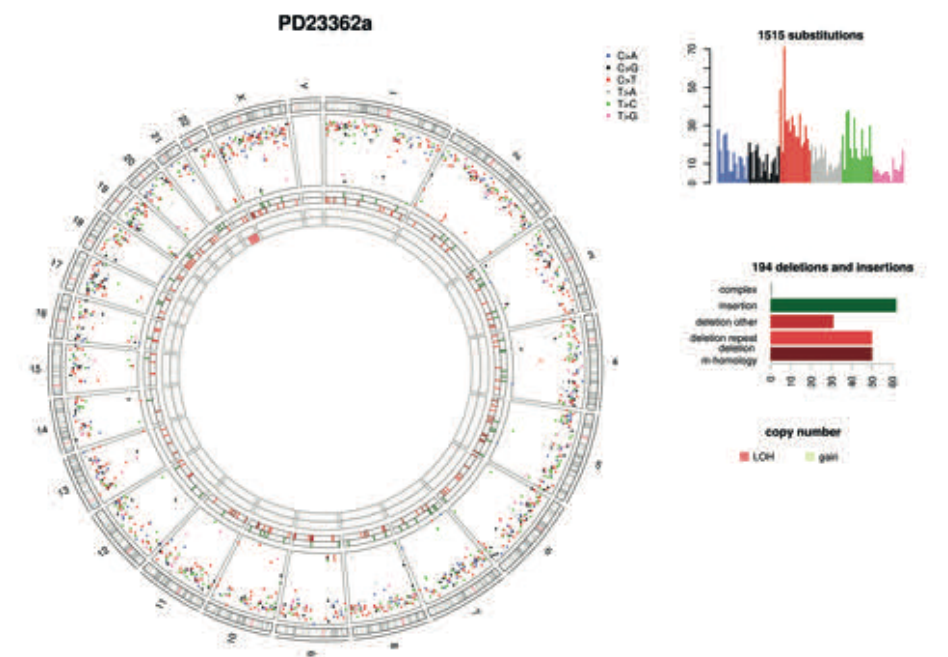 PD23362a
1515 substitutions
C>A
C>G
C>T
T>A
T>C
T>G
70
50
30
10
0
X
Y
1
2
3
4
5
6
7
8
9
10
11
12
13
14
15
16
17
18
19
20
21
22
194 deletions and insertions
complex
insertion
deletion other
deletion repeat
deletion
m-homology
0
10
20
30
40
50
60
copy number
LOH
gain